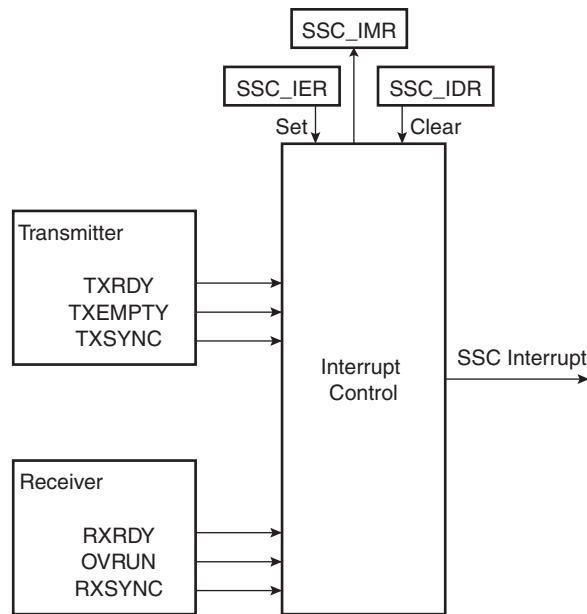 SSC_IMR
SSC_IER
SSC_IDR
Set
Clear
Transmitter
TXRDY
TXEMPTY
TXSYNC
Interrupt
Control
SSC Interrupt
Receiver
RXRDY
OVRUN
RXSYNC